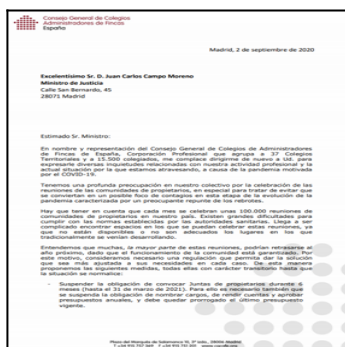 Consejo General de Colegios
Administradores de Fincas
España
Madrid, 2 de septiembre de 2020
Excelentísimo Sr. D. Juan Carlos Campo Moreno
Ministro de Justicia
Calle San Bernardo, 45
28071 Madrid
Estimado Sr. Ministro:
En nombre y representación del Consejo General de Colegios de Administradores
de Fincas de España, Corporación Profesional que agrupa a 37 Colegios
Territoriales y a 15.500 colegiados, me complace dirigirme de nuevo a Ud. para
expresarle diversas inquietudes relacionadas con nuestra actividad profesional y la
actual situación por la que estamos atravesando, a causa de la pandemia motivada
por el COVID-19.
Tenemos una profunda preocupación en nuestro colectivo por la celebración de las
reuniones de las comunidades de propietarios, en especial para tratar de evitar que
se conviertan en un posible foco de contagios en esta etapa de la evolución de la
pandemia caracterizada por un preocupante repunte de los rebrotes.
Hay que tener en cuenta que cada mes se celebran unas 100.000 reuniones de
comunidades de propietarios en nuestro país. Existen grandes dificultades para
cumplir con las normas establecidas por las autoridades sanitarias. Llega a ser
complicado encontrar espacios en los que se puedan celebrar estas reuniones, ya
que no están disponibles o no son adecuados los lugares en los que
tradicionalmente se venían desarrollando.
Entendemos que muchas, la mayor parte de estas reuniones, podrían retrasarse al
año próximo, dado que el funcionamiento de la comunidad está garantizado. Por
este motivo, consideramos necesaria una regulación que permita dar la solución
que sea más ajustada a sus necesidades en cada caso. De esta manera
proponemos las siguientes medidas, todas ellas con carácter transitorio hasta que
la situación se normalice:
- Suspender la obligación de convocar Juntas de propietarios durante 6
meses (hasta el 31 de marzo de 2021). Para ello es necesario también que
se suspenda la obligación de nombrar cargos, de rendir cuentas y aprobar
presupuestos anuales, y debe quedar prorrogado el último presupuesto
vigente.
Plaza del Marqués de Salamanca